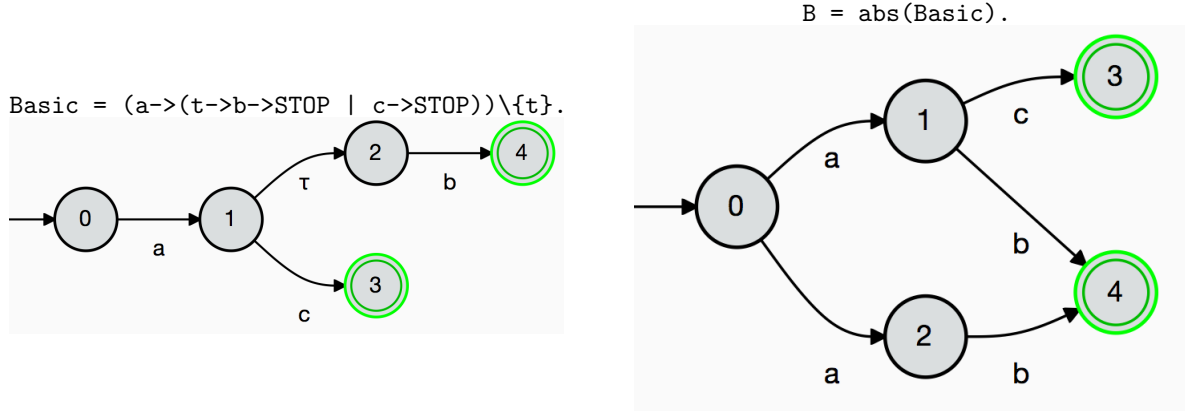 Basic = (a->(t->b->STOP | c->STOP))\{t}.
0
a
1
τ
2
b
4
c
3
B = abs(Basic).
0
a
1
c
3
b
4
a
2
b